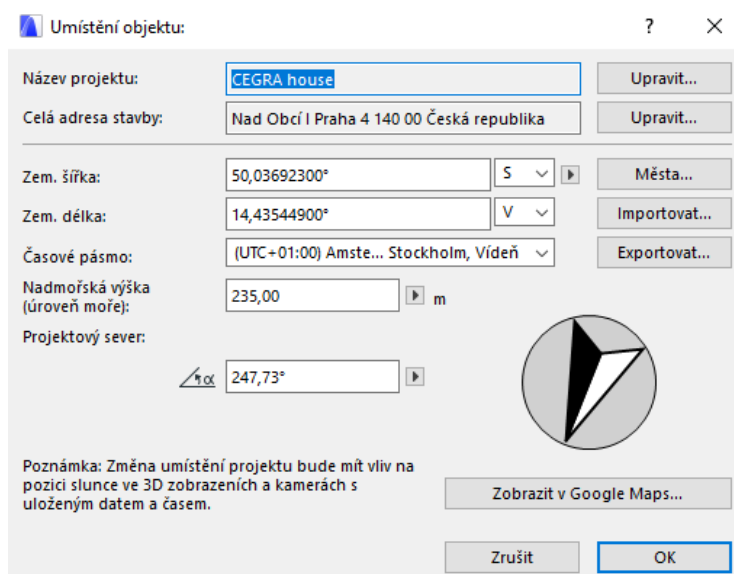 Umístění objektu:
?
Název projektu:
CEGRA house
Upravit...
Celá adresa stavby:
Nad Obcí I Praha 4 140 00 Česká republika
Upravit...
Zem. šířka:
50,03692300°
S
Města...
Zem. délka:
14,43544900°
V
Importovat...
Časové pásmo:
(UTC+01:00) Amste... Stockholm, Vídeň
Exportovat...
Nadmořská výška
(úroveň moře):
235,00
m
Projektový sever:
α
247,73°
Poznámka: Změna umístění projektu bude mít vliv na
pozici slunce ve 3D zobrazeních a kamerách s
uloženým datem a časem.
Zobrazit v Google Maps...
Zrušit
OK